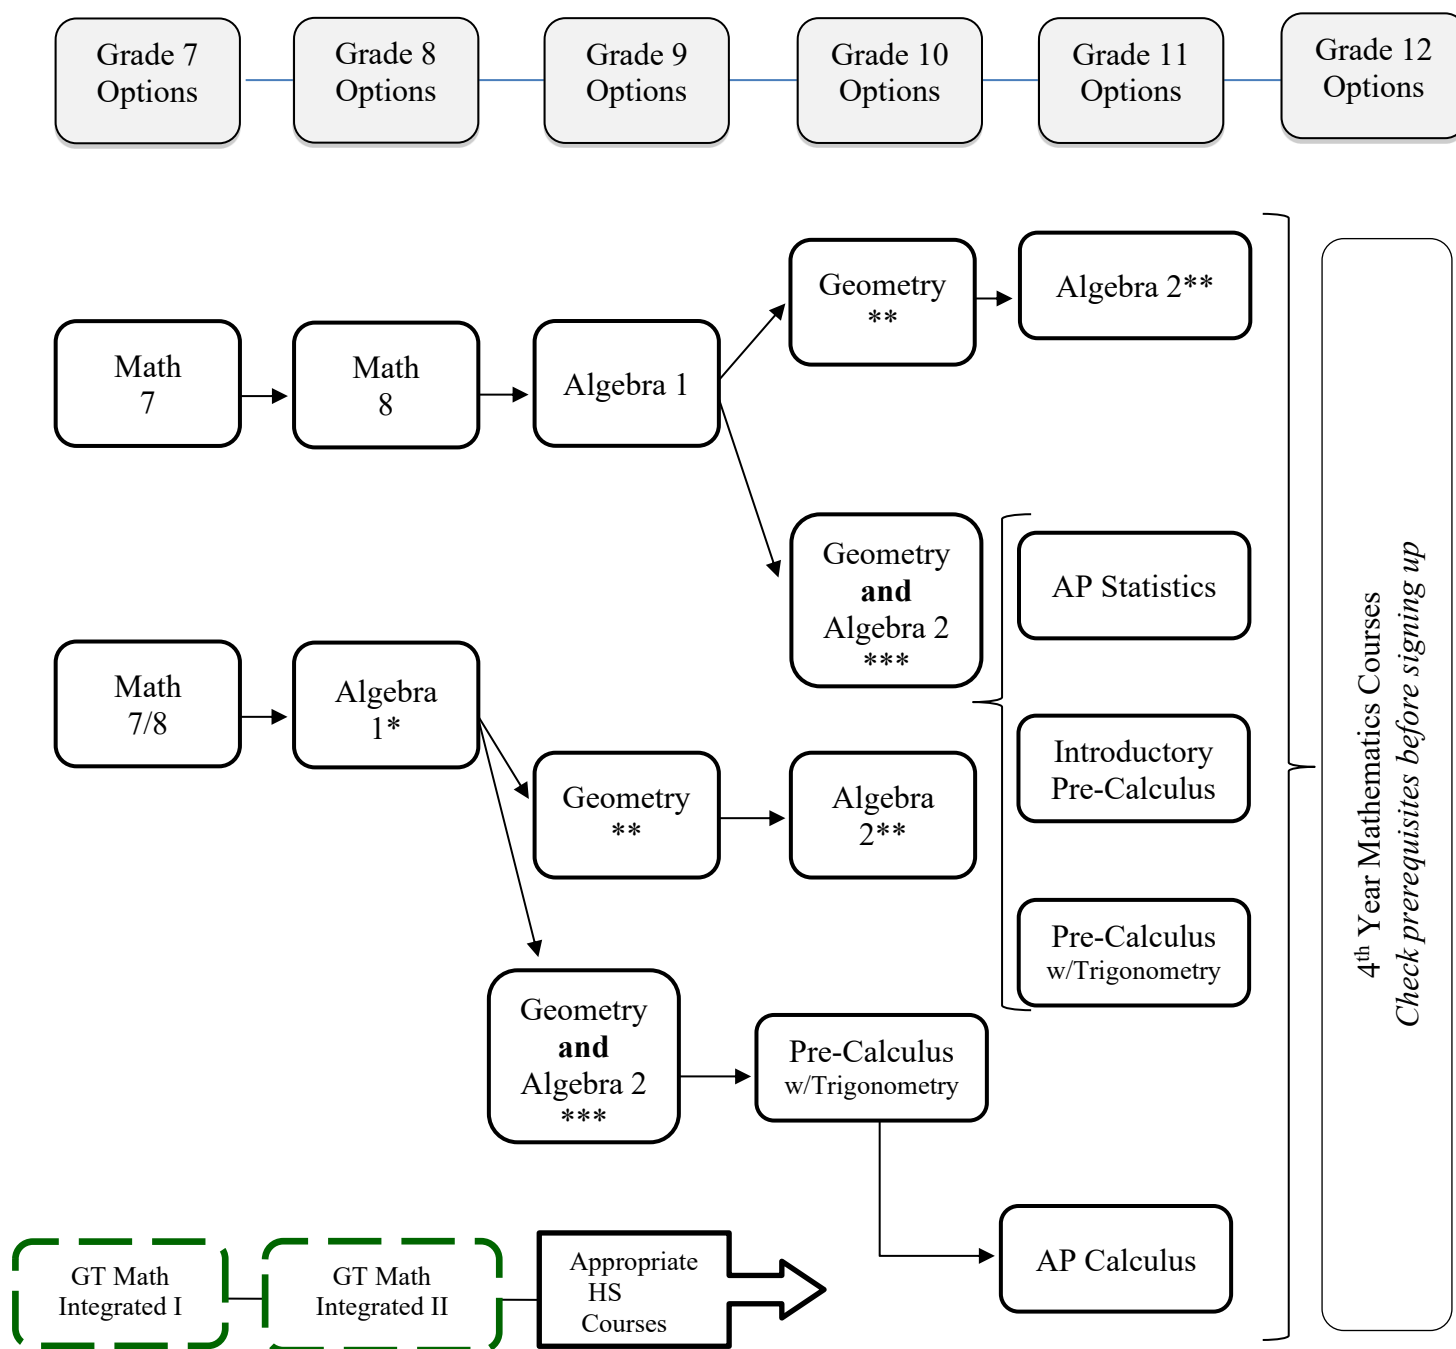 Grade 7
Options
Grade 8
Options
Grade 9
Options
Grade 10
Options
Grade 11
Options
Grade 12
Options
Math
7
Math
8
Algebra 1
Geometry
**
Algebra 2**
Geometry
and
Algebra 2
***
AP Statistics
Math
7/8
Algebra
1*
Geometry
**
Algebra
2**
Introductory
Pre-Calculus
Pre-Calculus
w/Trigonometry
Geometry
and
Algebra 2
***
Pre-Calculus
w/Trigonometry
AP Calculus
GT Math
Integrated I
GT Math
Integrated II
Appropriate
HS
Courses
4th Year Mathematics Courses
Check prerequisites before signing up